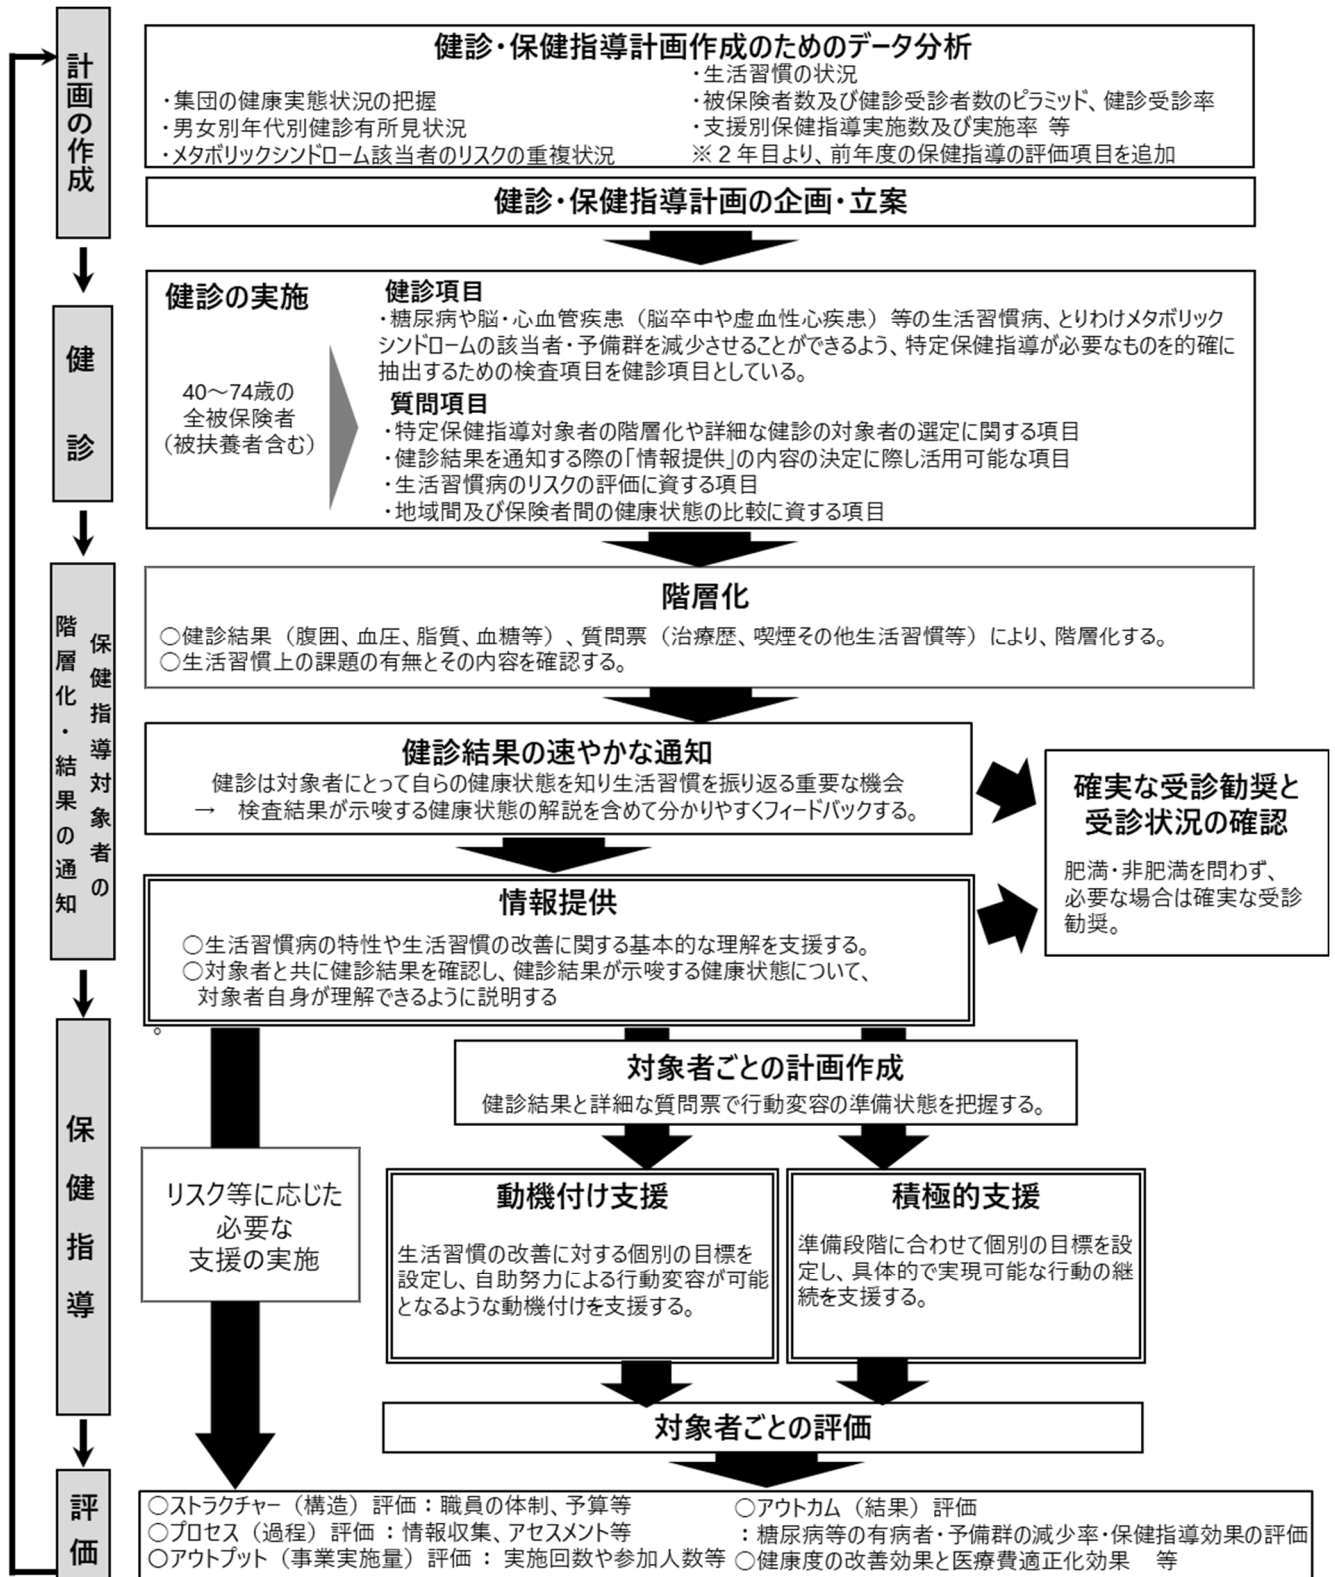 計画の作成
健診・保健指導計画作成のためのデータ分析
・集団の健康実態状況の把握
・男女別年代別健診有所見状況
・メタボリックシンドローム該当者のリスクの重複状況
・生活習慣の状況
・被保険者数及び健診受診者数のピラミッド、健診受診率
・支援別保健指導実施数及び実施率 等
※２年目より、前年度の保健指導の評価項目を追加
健診・保健指導計画の企画・立案
健診
健診の実施
40～74歳の
全被保険者
（被扶養者含む）
健診項目
・糖尿病や脳・心血管疾患（脳卒中や虚血性心疾患）等の生活習慣病、とりわけメタボリック
シンドロームの該当者・予備群を減少させることができるよう、特定保健指導が必要なものを的確に
抽出するための検査項目を健診項目としている。
質問項目
・特定保健指導対象者の階層化や詳細な健診の対象者の選定に関する項目
・健診結果を通知する際の「情報提供」の内容の決定に際し活用可能な項目
・生活習慣病のリスクの評価に資する項目
・地域間及び保険者間の健康状態の比較に資する項目
保健指導対象者の
階層化・結果の通知
階層化
○健診結果（腹囲、血圧、脂質、血糖等）、質問票（治療歴、喫煙その他生活習慣等）により、階層化する。
○生活習慣上の課題の有無とその内容を確認する。
健診結果の速やかな通知
健診は対象者にとって自らの健康状態を知り生活習慣を振り返る重要な機会
→ 検査結果が示唆する健康状態の解説を含めて分かりやすくフィードバックする。
確実な受診勧奨と
受診状況の確認
肥満・非肥満を問わず、
必要な場合は確実な受診
勧奨。
情報提供
○生活習慣病の特性や生活習慣の改善に関する基本的な理解を支援する。
○対象者と共に健診結果を確認し、健診結果が示唆する健康状態について、
対象者自身が理解できるように説明する
。
保健指導
対象者ごとの計画作成
健診結果と詳細な質問票で行動変容の準備状態を把握する。
リスク等に応じた
必要な
支援の実施
動機付け支援
生活習慣の改善に対する個別の目標を
設定し、自助努力による行動変容が可能
となるような動機付けを支援する。
積極的支援
準備段階に合わせて個別の目標を設
定し、具体的で実現可能な行動の継
続を支援する。
対象者ごとの評価
評価
○ストラクチャー（構造）評価：職員の体制、予算等
○プロセス（過程）評価：情報収集、アセスメント等
○アウトプット（事業実施量）評価： 実施回数や参加人数等
○アウトカム（結果）評価
：糖尿病等の有病者・予備群の減少率・保健指導効果の評価
○健康度の改善効果と医療費適正化効果 等